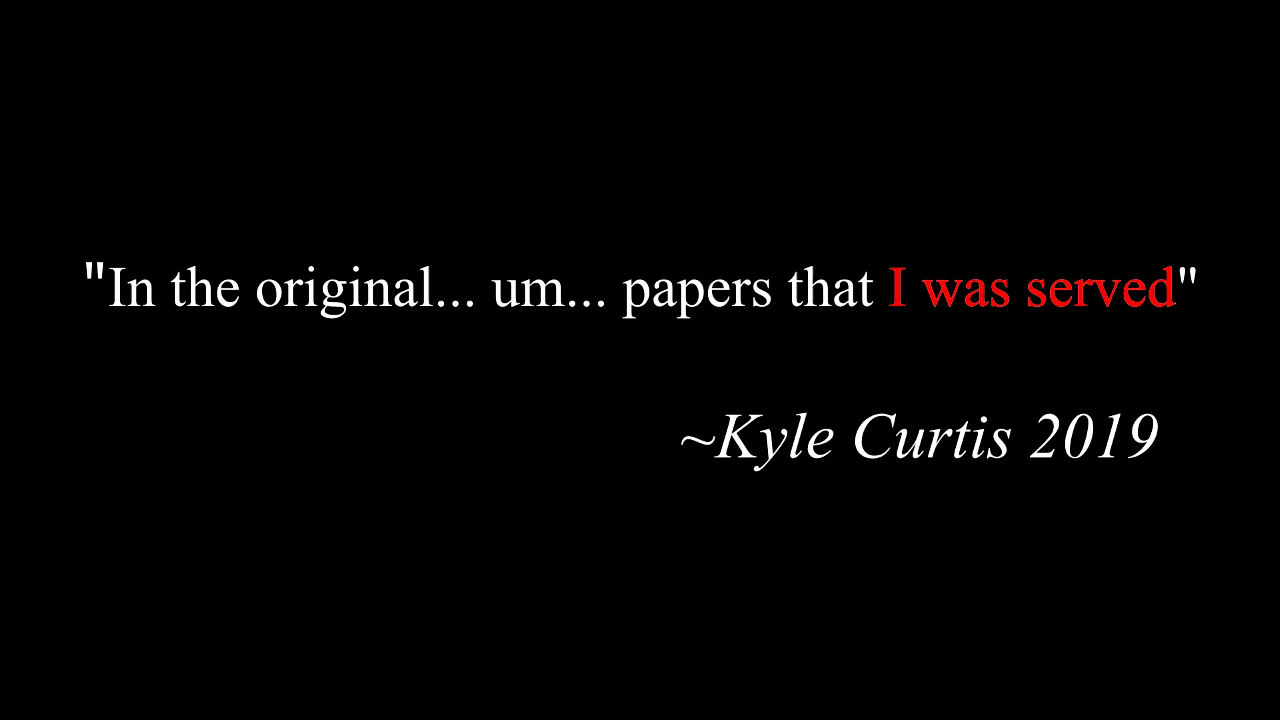 "In the original... um... papers that I was served"
~Kyle Curtis 2019